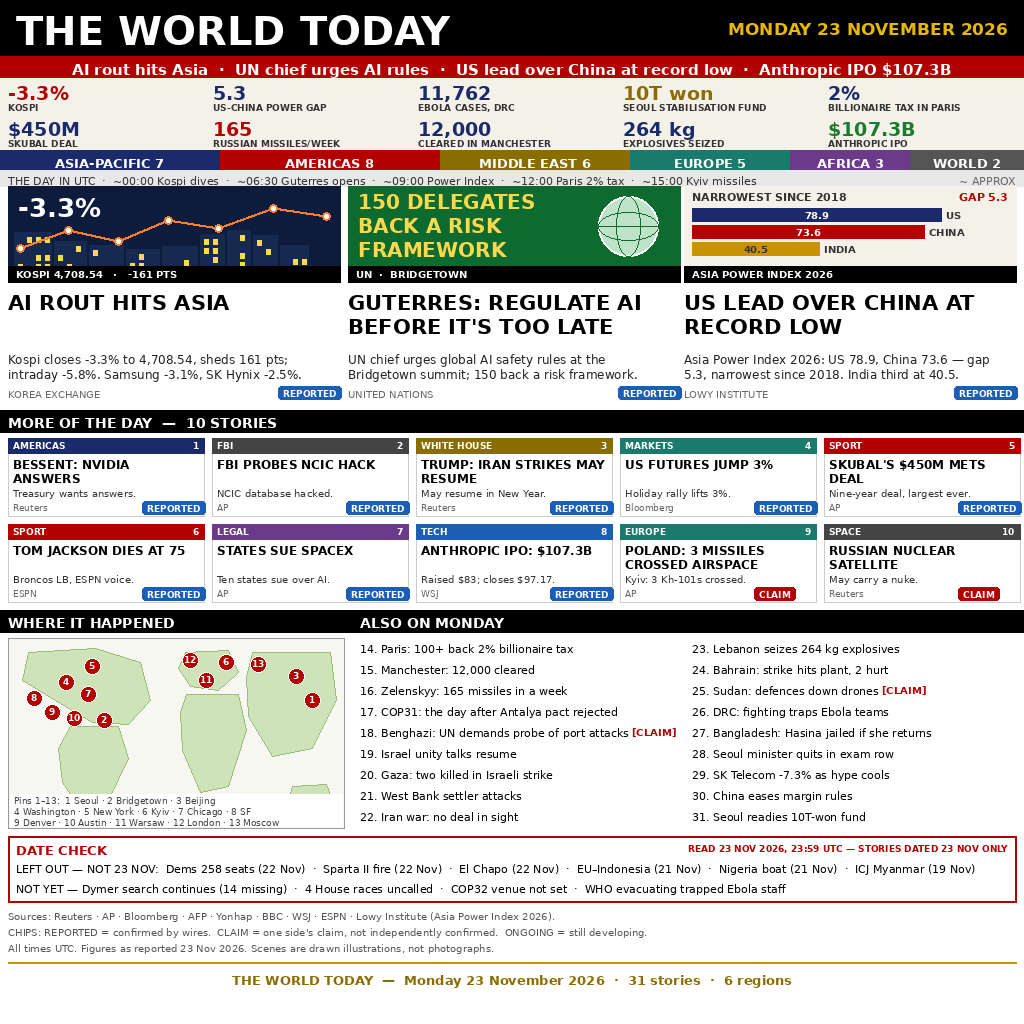 THE WORLD TODAY
MONDAY 23 NOVEMBER 2026
AI rout hits Asia · UN chief urges AI rules · US lead over China at record low · Anthropic IPO $107.3B
-3.3%
KOSPI
5.3
US-CHINA POWER GAP
11,762
EBOLA CASES, DRC
10T won
SEOUL STABILISATION FUND
2%
BILLIONAIRE TAX IN PARIS
$450M
SKUBAL DEAL
165
RUSSIAN MISSILES/WEEK
12,000
CLEARED IN MANCHESTER
264 kg
EXPLOSIVES SEIZED
$107.3B
ANTHROPIC IPO
ASIA-PACIFIC 7
AMERICAS 8
MIDDLE EAST 6
EUROPE 5
AFRICA 3
WORLD 2
THE DAY IN UTC · ~00:00 Kospi dives · ~06:30 Guterres opens · ~09:00 Power Index · ~12:00 Paris 2% tax · ~15:00 Kyiv missiles
~ APPROX
-3.3%
KOSPI 4,708.54 · -161 PTS
150 DELEGATES
BACK A RISK
FRAMEWORK
UN · BRIDGETOWN
NARROWEST SINCE 2018
GAP 5.3
78.9 US
73.6 CHINA
40.5 INDIA
ASIA POWER INDEX 2026
AI ROUT HITS ASIA
Kospi closes -3.3% to 4,708.54, sheds 161 pts;
intraday -5.8%. Samsung -3.1%, SK Hynix -2.5%.
KOREA EXCHANGE
REPORTED
GUTERRES: REGULATE AI
BEFORE IT'S TOO LATE
UN chief urges global AI safety rules at the
Bridgetown summit; 150 back a risk framework.
UNITED NATIONS
REPORTED
US LEAD OVER CHINA AT
RECORD LOW
Asia Power Index 2026: US 78.9, China 73.6 — gap
5.3, narrowest since 2018. India third at 40.5.
LOWY INSTITUTE
REPORTED
MORE OF THE DAY — 10 STORIES
AMERICAS 1
BESSENT: NVIDIA
ANSWERS
Treasury wants answers.
Reuters
REPORTED
FBI 2
FBI PROBES NCIC HACK
NCIC database hacked.
AP
REPORTED
WHITE HOUSE 3
TRUMP: IRAN STRIKES MAY
RESUME
May resume in New Year.
Reuters
REPORTED
MARKETS 4
US FUTURES JUMP 3%
Holiday rally lifts 3%.
Bloomberg
REPORTED
SPORT 5
SKUBAL'S $450M METS
DEAL
Nine-year deal, largest ever.
AP
REPORTED
SPORT 6
TOM JACKSON DIES AT 75
Broncos LB, ESPN voice.
ESPN
REPORTED
LEGAL 7
STATES SUE SPACEX
Ten states sue over AI.
AP
REPORTED
TECH 8
ANTHROPIC IPO: $107.3B
Raised $83; closes $97.17.
WSJ
REPORTED
EUROPE 9
POLAND: 3 MISSILES
CROSSED AIRSPACE
Kyiv: 3 Kh-101s crossed.
AP
CLAIM
SPACE 10
RUSSIAN NUCLEAR
SATELLITE
May carry a nuke.
Reuters
CLAIM
WHERE IT HAPPENED
12
6
13
5
11
3
4
7
8
1
9
10
2
Pins 1–13: 1 Seoul · 2 Bridgetown · 3 Beijing
4 Washington · 5 New York · 6 Kyiv · 7 Chicago · 8 SF
9 Denver · 10 Austin · 11 Warsaw · 12 London · 13 Moscow
ALSO ON MONDAY
14. Paris: 100+ back 2% billionaire tax
15. Manchester: 12,000 cleared
16. Zelenskyy: 165 missiles in a week
17. COP31: the day after Antalya pact rejected
18. Benghazi: UN demands probe of port attacks [CLAIM]
19. Israel unity talks resume
20. Gaza: two killed in Israeli strike
21. West Bank settler attacks
22. Iran war: no deal in sight
23. Lebanon seizes 264 kg explosives
24. Bahrain: strike hits plant, 2 hurt
25. Sudan: defences down drones [CLAIM]
26. DRC: fighting traps Ebola teams
27. Bangladesh: Hasina jailed if she returns
28. Seoul minister quits in exam row
29. SK Telecom -7.3% as hype cools
30. China eases margin rules
31. Seoul readies 10T-won fund
DATE CHECK
READ 23 NOV 2026, 23:59 UTC — STORIES DATED 23 NOV ONLY
LEFT OUT — NOT 23 NOV: Dems 258 seats (22 Nov) · Sparta II fire (22 Nov) · El Chapo (22 Nov) · EU–Indonesia (21 Nov) · Nigeria boat (21 Nov) · ICJ Myanmar (19 Nov)
NOT YET — Dymer search continues (14 missing) · 4 House races uncalled · COP32 venue not set · WHO evacuating trapped Ebola staff
Sources: Reuters · AP · Bloomberg · AFP · Yonhap · BBC · WSJ · ESPN · Lowy Institute (Asia Power Index 2026).
CHIPS: REPORTED = confirmed by wires. CLAIM = one side's claim, not independently confirmed. ONGOING = still developing.
All times UTC. Figures as reported 23 Nov 2026. Scenes are drawn illustrations, not photographs.
THE WORLD TODAY — Monday 23 November 2026 · 31 stories · 6 regions